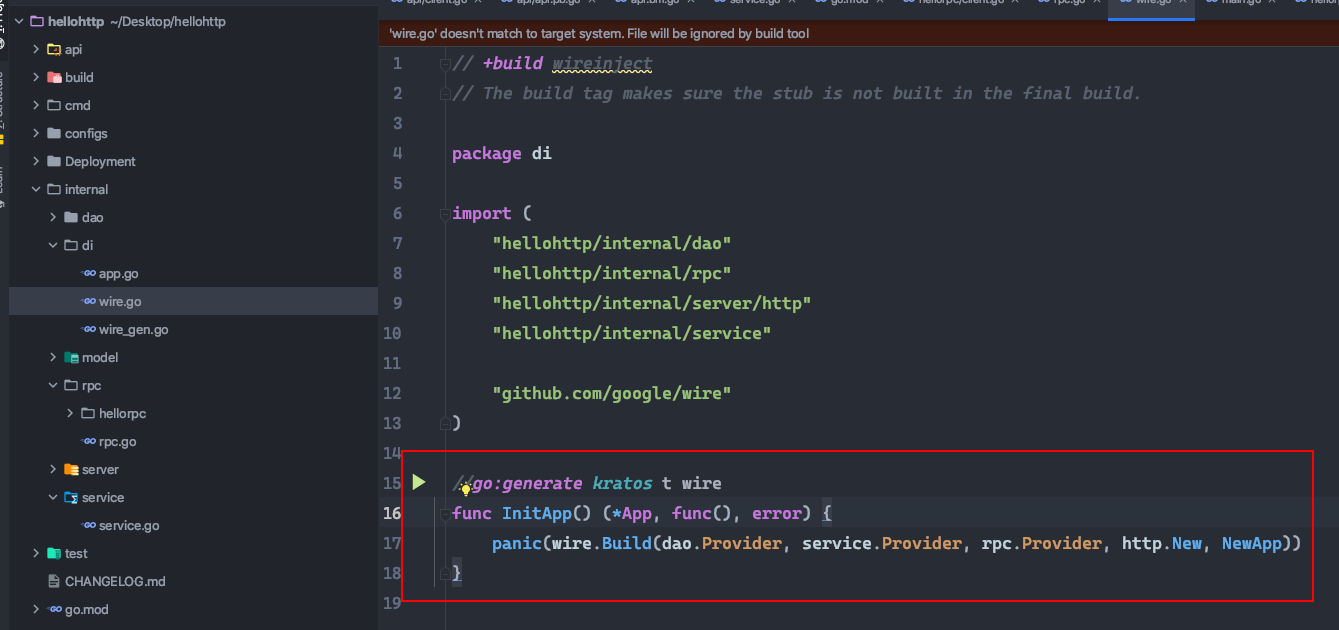 hellohttp ~/Desktop/hellohttp
api
build
cmd
configs
Deployment
internal
dao
di
app.go
wire.go
wire_gen.go
model
rpc
hellorpc
rpc.go
server
service
service.go
test
CHANGELOG.md
go.mod
'wire.go' doesn't match to target system. File will be ignored by build tool
1 // +build wireinject
2 // The build tag makes sure the stub is not built in the final build.
3
4 package di
5
6 import (
7 "hellohttp/internal/dao"
8 "hellohttp/internal/rpc"
9 "hellohttp/internal/server/http"
10 "hellohttp/internal/service"
11
12 "github.com/google/wire"
13 )
14
15 //go:generate kratos t wire
16 func InitApp() (*App, func(), error) {
17 panic(wire.Build(dao.Provider, service.Provider, rpc.Provider, http.New, NewApp))
18 }
19